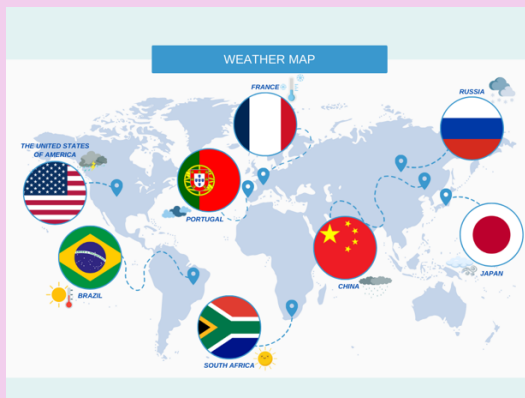 WEATHER MAP
FRANCE
RUSSIA
THE UNITED STATES
OF AMERICA
PORTUGAL
BRAZIL
CHINA
JAPAN
SOUTH AFRICA